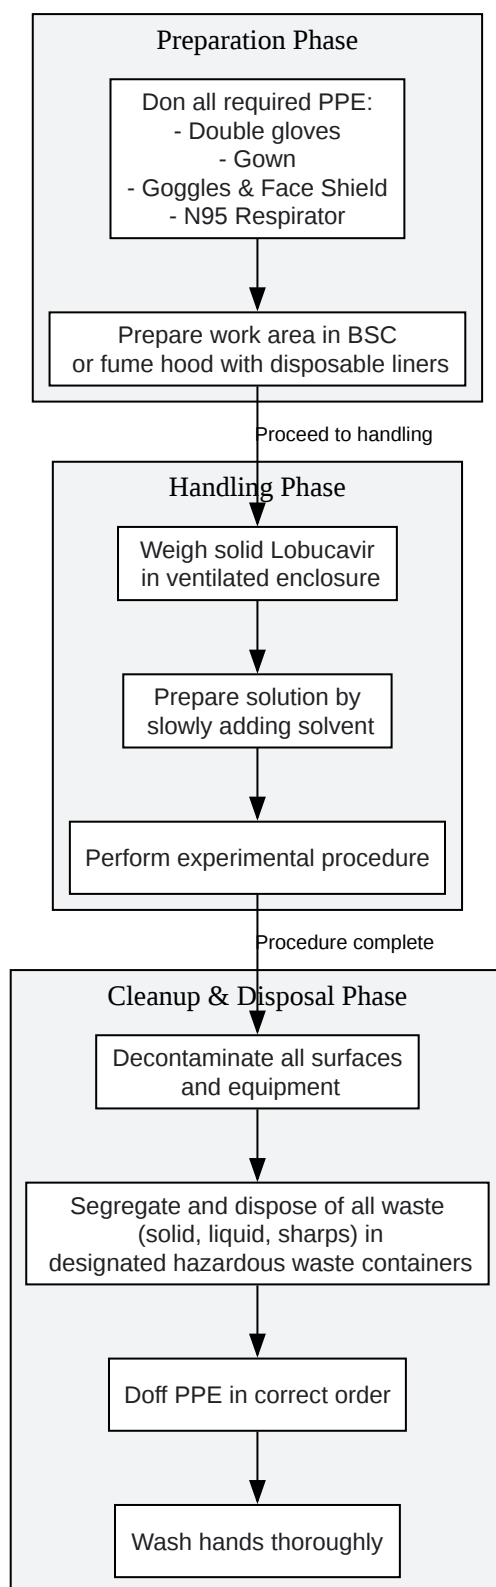 Preparation Phase
Don all required PPE:
- Double gloves
- Gown
- Goggles & Face Shield
- N95 Respirator
Prepare work area in BSC
or fume hood with disposable liners
Proceed to handling
Handling Phase
Weigh solid Lobucavir
in ventilated enclosure
Prepare solution by
slowly adding solvent
Perform experimental procedure
Procedure complete
Cleanup & Disposal Phase
Decontaminate all surfaces
and equipment
Segregate and dispose of all waste
(solid, liquid, sharps) in
designated hazardous waste containers
Doff PPE in correct order
Wash hands thoroughly